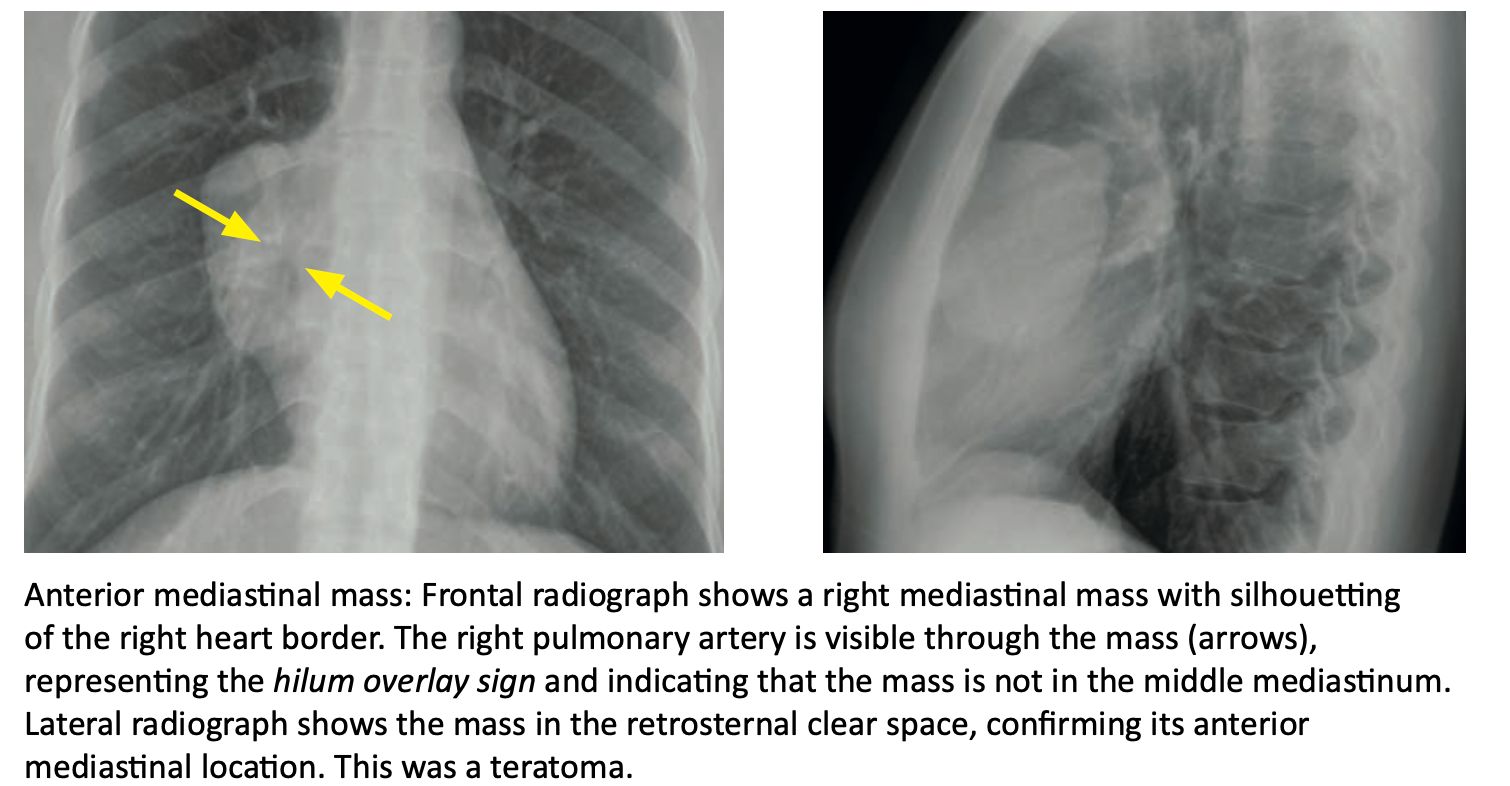 Anterior mediastinal mass: Frontal radiograph shows a right mediastinal mass with silhouetting
of the right heart border. The right pulmonary artery is visible through the mass (arrows),
representing the hilum overlay sign and indicating that the mass is not in the middle mediastinum.
Lateral radiograph shows the mass in the retrosternal clear space, confirming its anterior
mediastinal location. This was a teratoma.